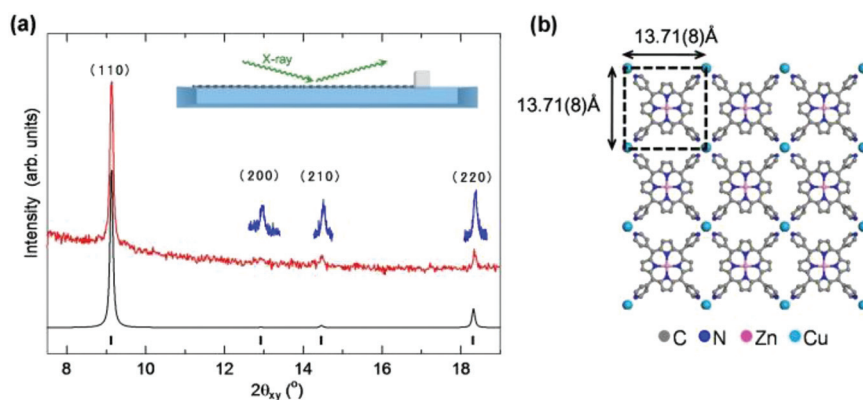 (a)
(b)
X-ray
(110)
(200)
(210)
(220)
Intensity (arb. units)
8
10
12
14
16
18
2θxy (°)
13.71(8)Å
13.71(8)Å
C
N
Zn
Cu